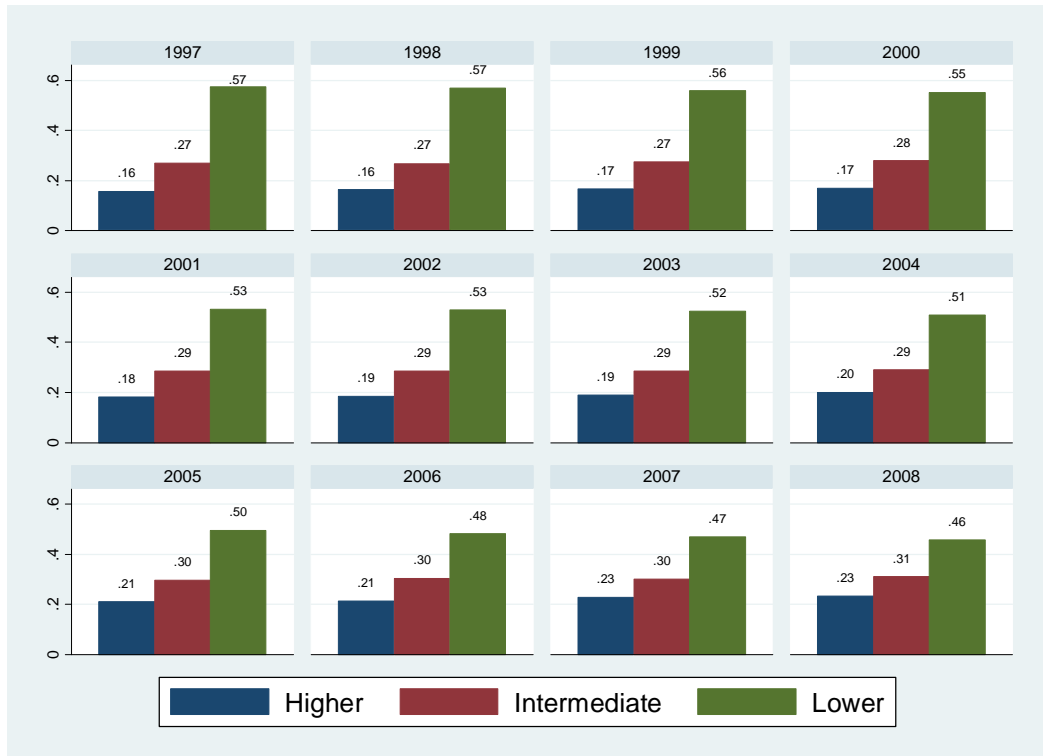 1997 1998 1999 2000
.6 .57 .57 .56 .55
.4
.27 .27 .27 .28
.16 .16 .17 .17
.2
0
2001 2002 2003 2004
.6 .53 .53 .52 .51
.4
.29 .29 .29 .29
.18 .19 .19 .20
.2
0
2005 2006 2007 2008
.6 .50 .48 .47 .46
.4
.30 .30 .30 .31
.21 .21 .23 .23
.2
0
Higher Intermediate Lower